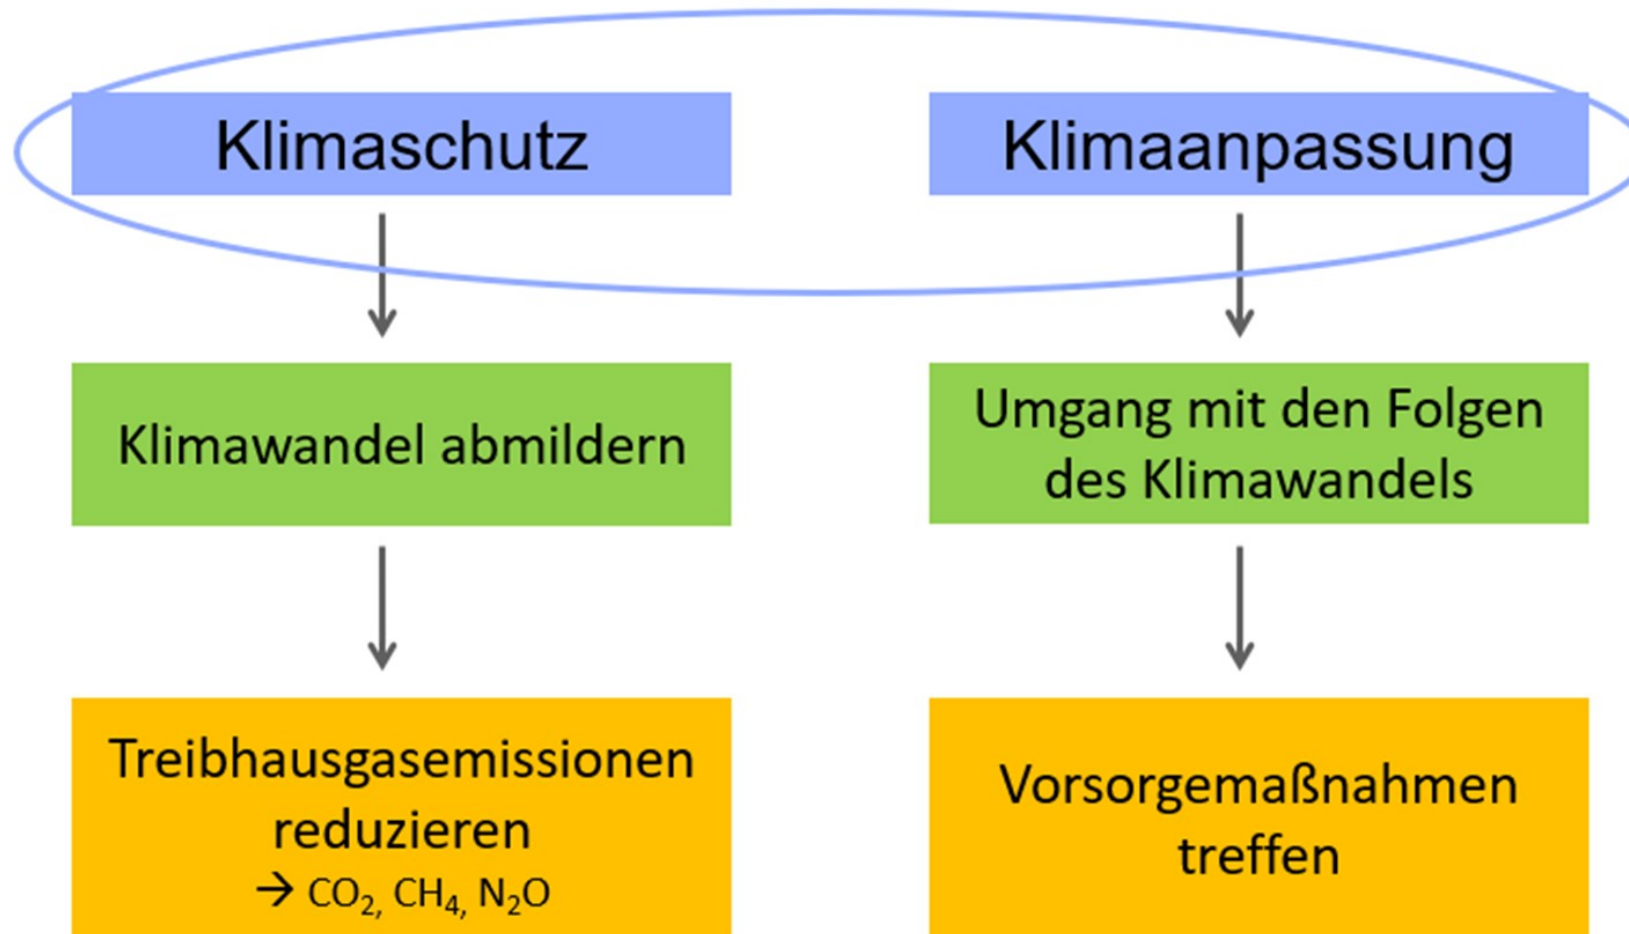 Klimaschutz
Klimaanpassung
Klimawandel abmildern
Umgang mit den Folgen
des Klimawandels
Treibhausgasemissionen
reduzieren
→ CO₂, CH₄, N₂O
Vorsorgemaßnahmen
treffen